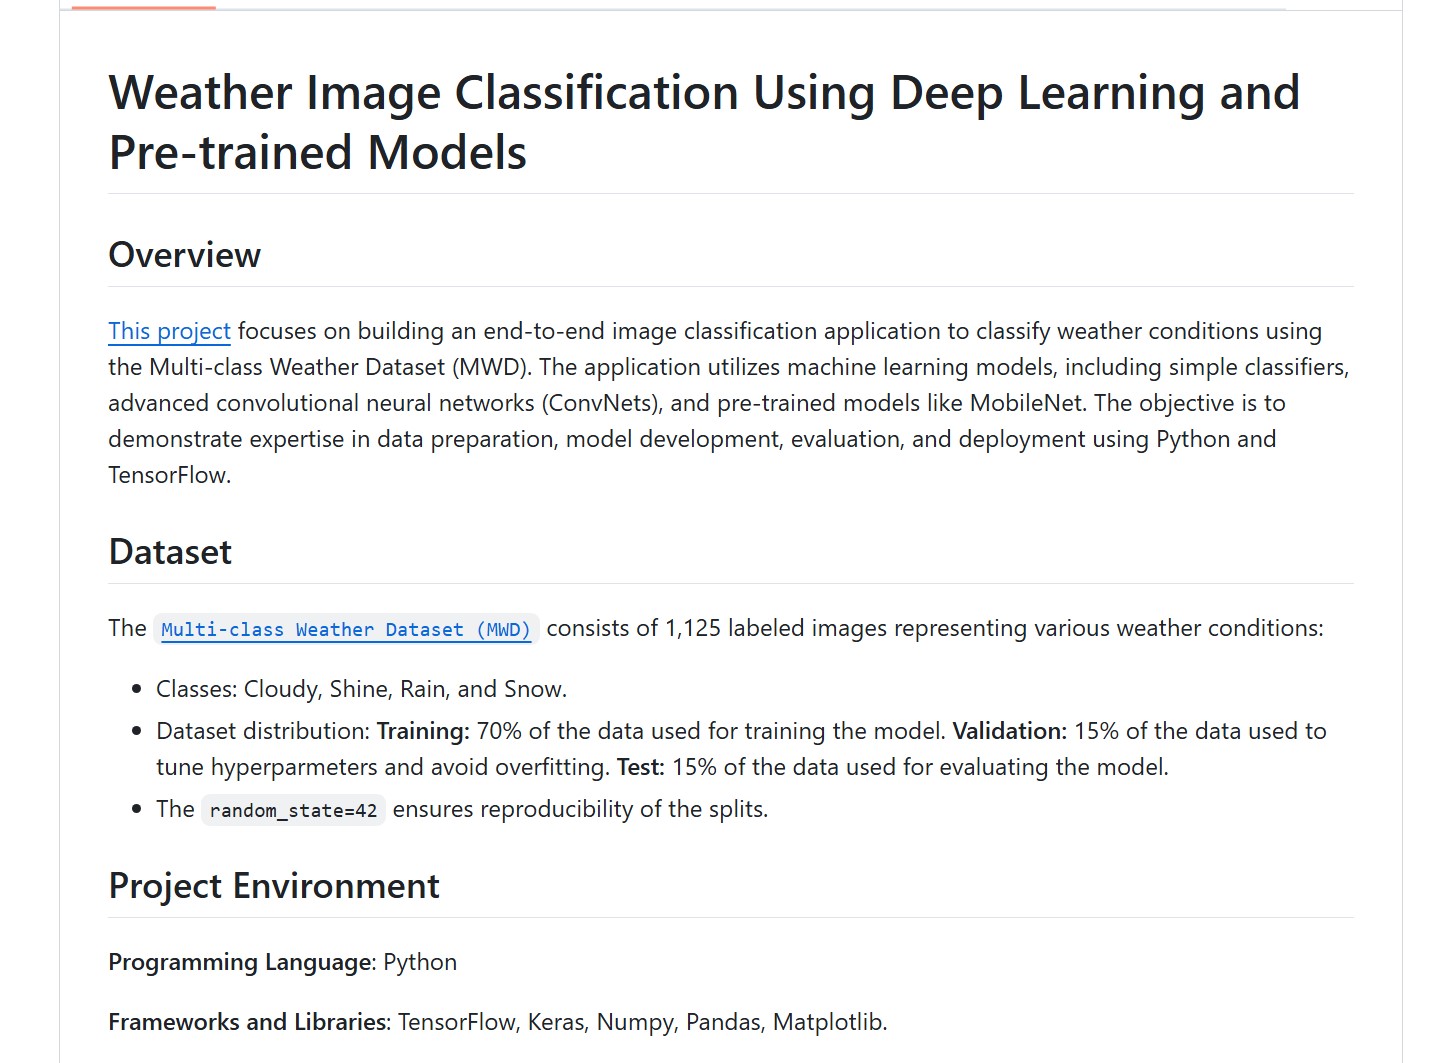 Weather Image Classification Using Deep Learning and
Pre-trained Models
Overview
This project focuses on building an end-to-end image classification application to classify weather conditions using
the Multi-class Weather Dataset (MWD). The application utilizes machine learning models, including simple classifiers,
advanced convolutional neural networks (ConvNets), and pre-trained models like MobileNet. The objective is to
demonstrate expertise in data preparation, model development, evaluation, and deployment using Python and
TensorFlow.
Dataset
The Multi-class Weather Dataset (MWD) consists of 1,125 labeled images representing various weather conditions:
• Classes: Cloudy, Shine, Rain, and Snow.
• Dataset distribution: Training: 70% of the data used for training the model. Validation: 15% of the data used to
tune hyperparmeters and avoid overfitting. Test: 15% of the data used for evaluating the model.
• The random_state=42 ensures reproducibility of the splits.
Project Environment
Programming Language: Python
Frameworks and Libraries: TensorFlow, Keras, Numpy, Pandas, Matplotlib.